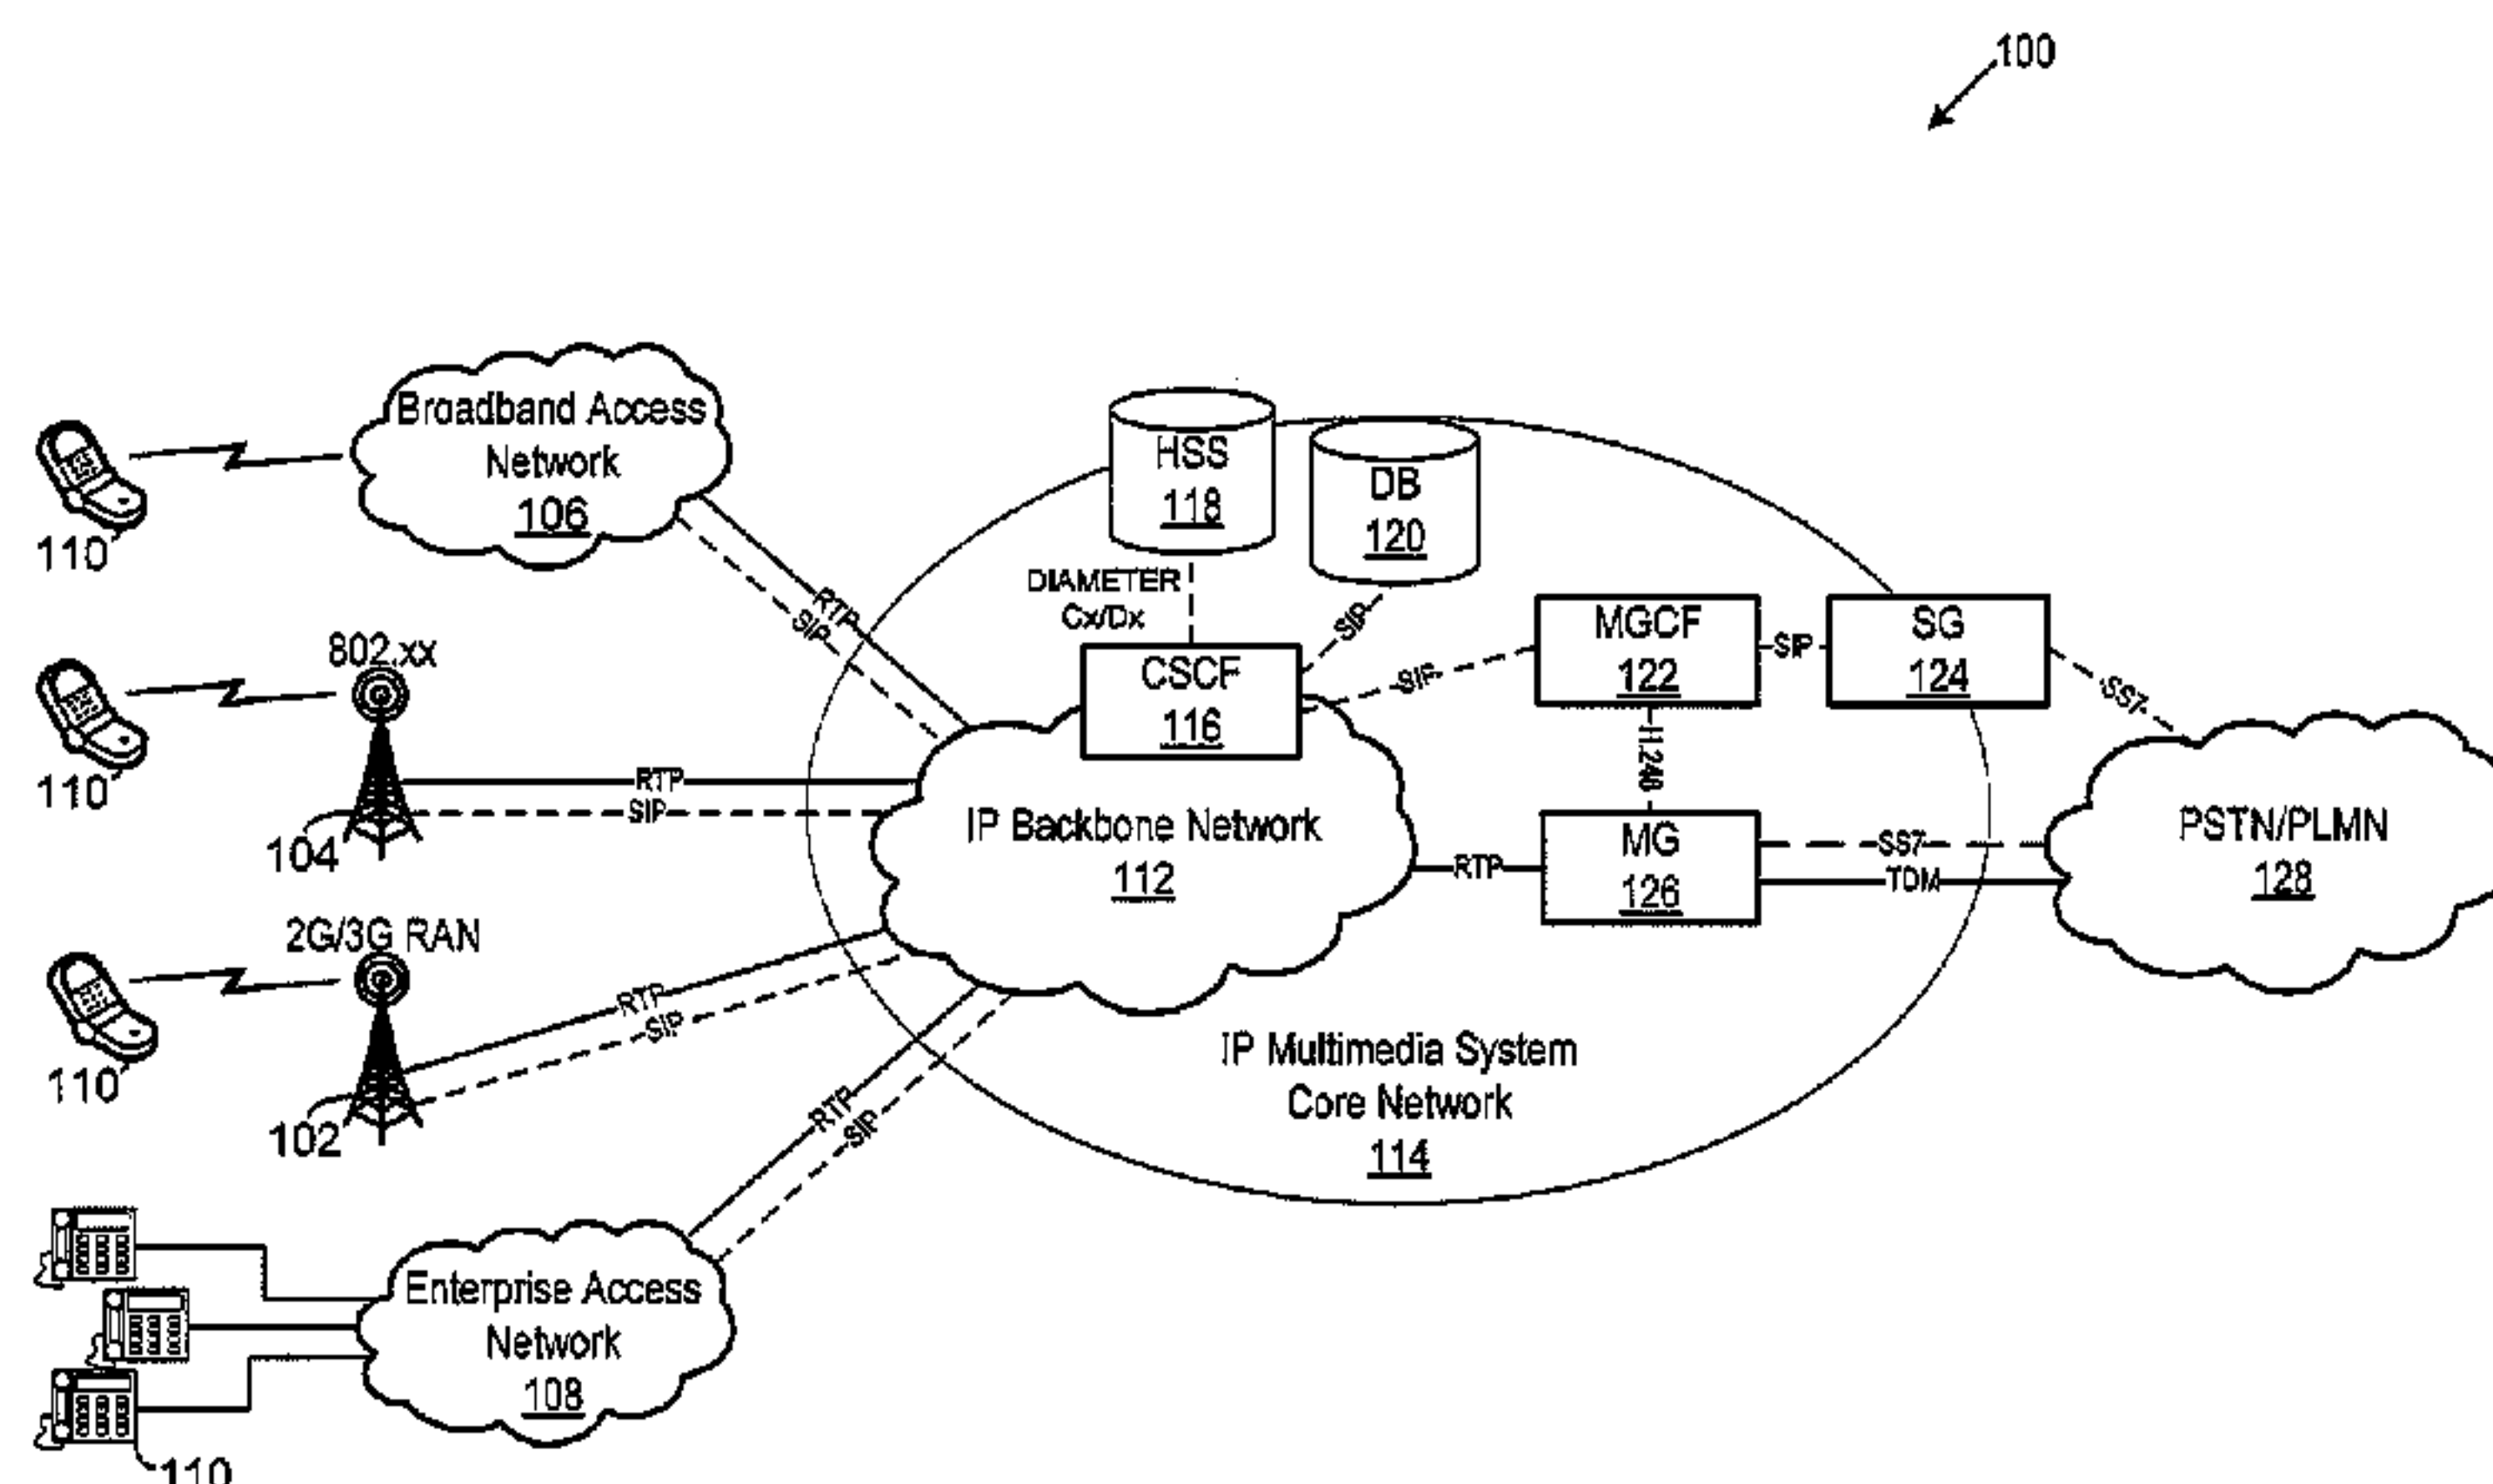 100
Broadband Access
Network
106
110
802.xx
110
104
2G/3G RAN
110
102
Enterprise Access
Network
108
110
RTP
SIP
RTP
SIP
RTP
SIP
RTP
SIP
HSS
118
DB
120
DIAMETER
Cx/Dx
SIP
CSCF
116
SIP
MGCF
122
SIP
SG
124
SS7
H.248
IP Backbone Network
112
RTP
MG
126
SS7
TDM
PSTN/PLMN
128
IP Multimedia System
Core Network
114